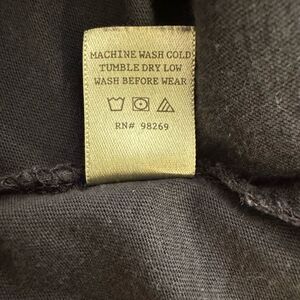 MACHINE WASH COLD
TUMBLE DRY LOW
WASH BEFORE WEAR
RN# 98269